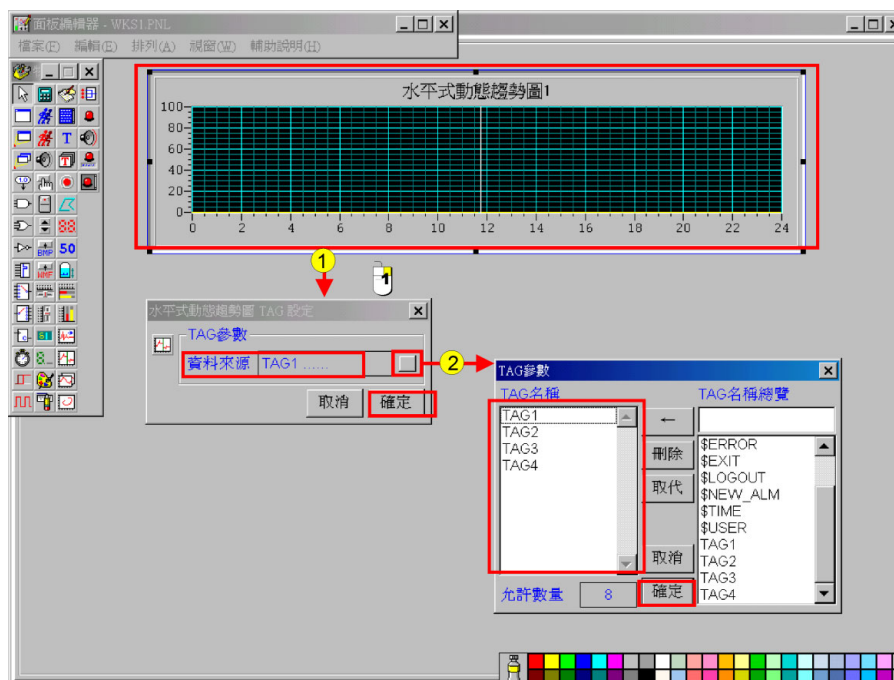 面板編輯器 - WKS1.PNL
檔案(F) 編輯(E) 排列(A) 視窗(W) 輔助說明(H)
水平式動態趨勢圖1
100
80
60
40
20
0
0 2 4 6 8 10 12 14 16 18 20 22 24
1
1
水平式動態趨勢圖 TAG 設定
TAG參數
資料來源 TAG1 ......
取消 確定
2
TAG參數
TAG名稱
TAG1
TAG2
TAG3
TAG4
←
刪除
取代
取消
確定
允許數量 8
TAG名稱總覽
$ERROR
$EXIT
$LOGOUT
$NEW_ALM
$TIME
$USER
TAG1
TAG2
TAG3
TAG4
T
T
1.0
88
BMP 50
WMF